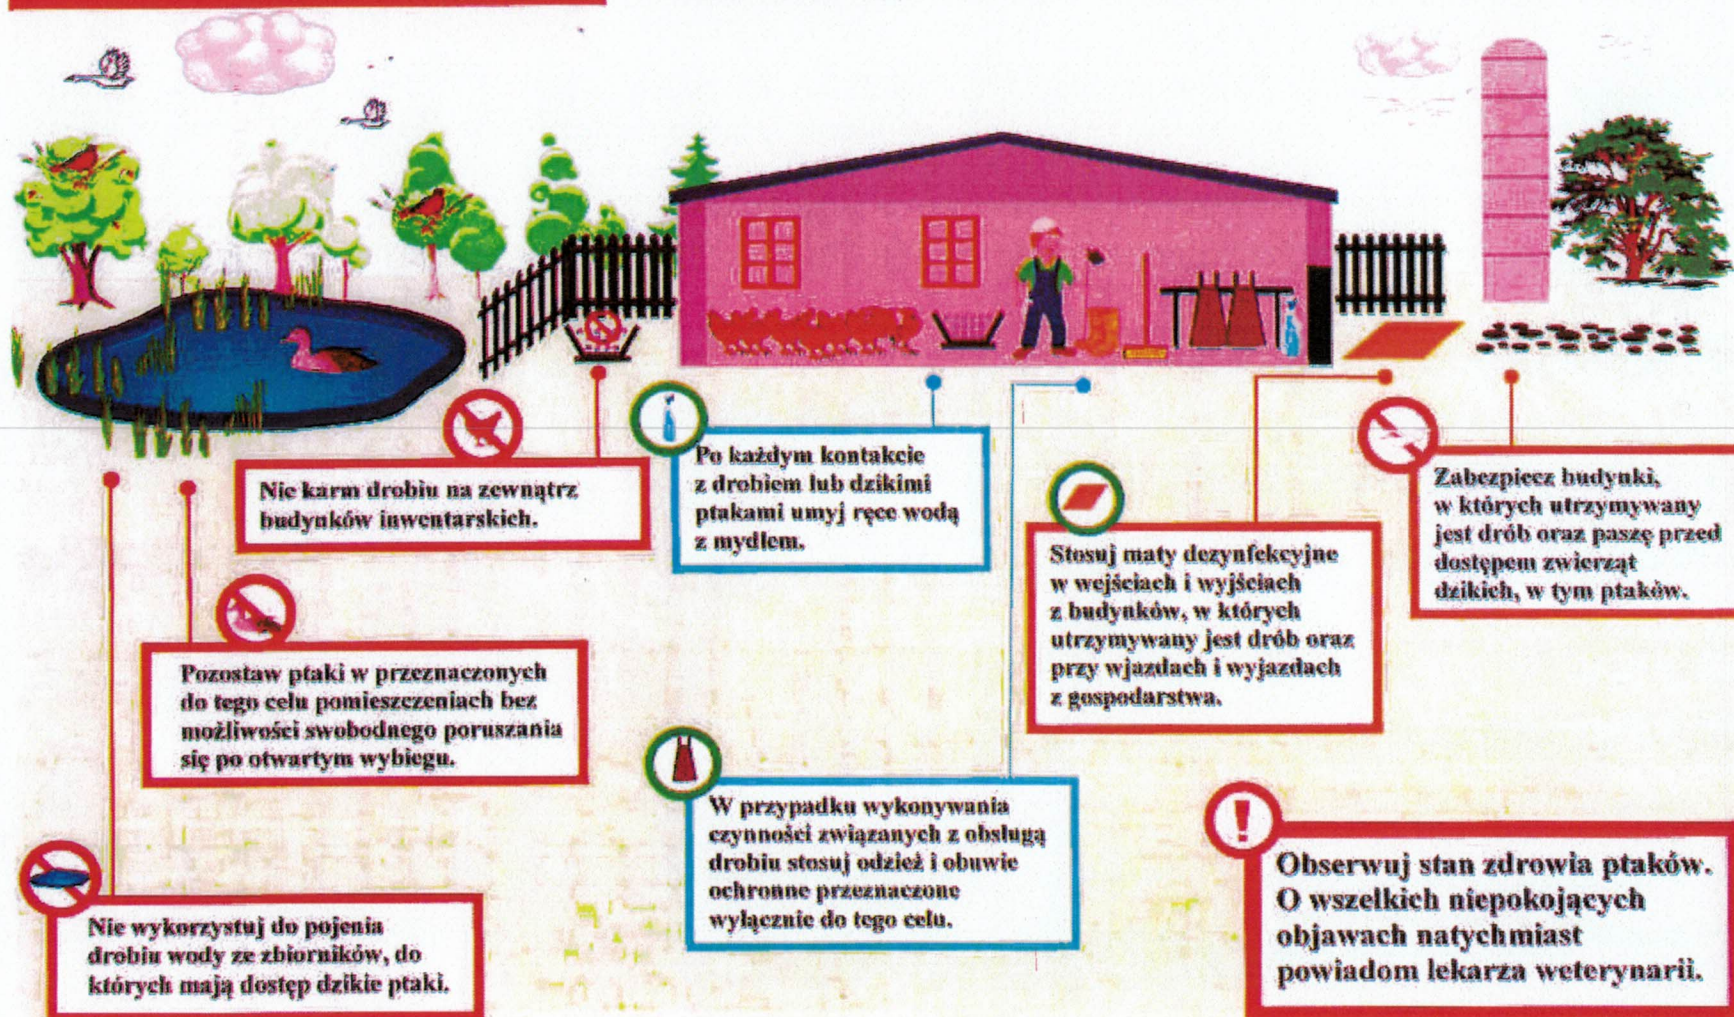 Nie karm drobiu na zewnątrz
budynków inwentarskich.
Po każdym kontakcie
z drobiem lub dzikimi
ptakami umyj ręce wodą
z mydłem.
Zabezpiecz budynki,
w których utrzymywany
jest drób oraz paszę przed
dostępem zwierząt
dzikich, w tym ptaków.
Stosuj maty dezynfekcyjne
w wejściach i wyjściach
z budynków, w których
utrzymywany jest drób oraz
przy wjazdach i wyjazdach
z gospodarstwa.
Pozostaw ptaki w przeznaczonych
do tego celu pomieszczeniach bez
możliwości swobodnego poruszania
się po otwartym wybiegu.
W przypadku wykonywania
czynności związanych z obsługą
drobiu stosuj odzież i obuwie
ochronne przeznaczone
wyłącznie do tego celu.
Nie wykorzystuj do pojenia
drobiu wody ze zbiorników, do
których mają dostęp dzikie ptaki.
!
Obserwuj stan zdrowia ptaków.
O wszelkich niepokojących
objawach natychmiast
powiadom lekarza weterynarii.